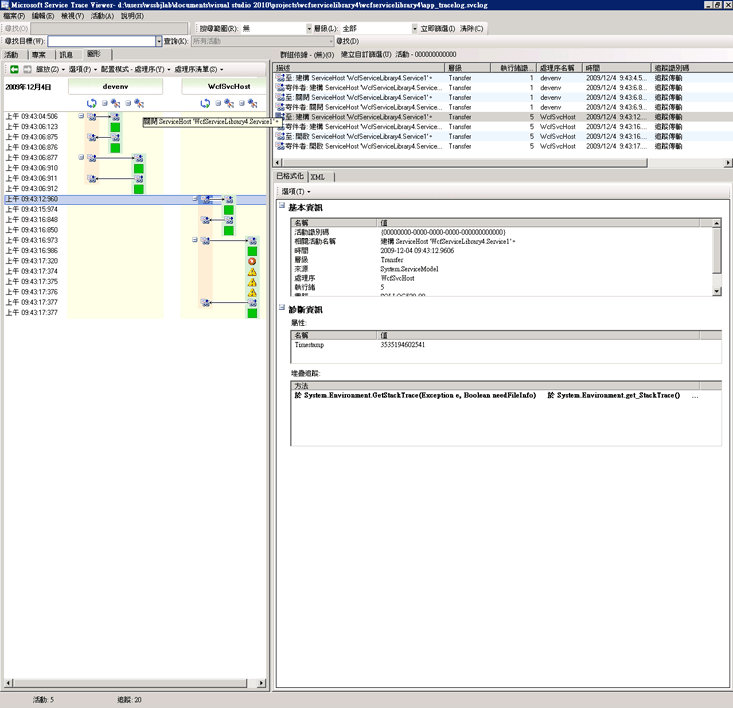 Microsoft Service Trace Viewer- d:\users\wssbjlab\documents\visual studio 2010\projects\wcfservicelibrary4\wcfservicelibrary4\app_tracelog.svclog
檔案(F) 編輯(E) 檢視(V) 活動(A) 說明(H)
尋找(O) 搜尋範圍(R): 無 層級(L): 全部 立即篩選(I) 清除(C)
尋找目標(W): 查詢(K): 所有活動 尋找(D)
活動 專案 訊息 圖形
群組依據 - (無)(G) 建立自訂篩選(U) 活動 - 000000000000
縮放(Z) 選項(P) 配置模式 - 處理序(Y) 處理序清單(S)
2009年12月4日 devenv WcfSvcHost
關閉 ServiceHost 'WcfServiceLibrary4.Service1'。
上午 09:43:04.506
上午 09:43:06.123
上午 09:43:06.875
上午 09:43:06.876
上午 09:43:06.877
上午 09:43:06.910
上午 09:43:06.911
上午 09:43:06.912
上午 09:43:12.960
上午 09:43:15.974
上午 09:43:16.848
上午 09:43:16.850
上午 09:43:16.973
上午 09:43:16.986
上午 09:43:17.320
上午 09:43:17.374
上午 09:43:17.375
上午 09:43:17.376
上午 09:43:17.377
上午 09:43:17.377
描述 層級 執行緒識... 處理序名稱 時間 追蹤識別碼
至: 建構 ServiceHost 'WcfServiceLibrary4.Service1'。 Transfer 1 devenv 2009/12/4 9:43:4.5... 追蹤傳輸
寄件者: 建構 ServiceHost 'WcfServiceLibrary4.Service... Transfer 1 devenv 2009/12/4 9:43:6.8... 追蹤傳輸
至: 關閉 ServiceHost 'WcfServiceLibrary4.Service1'。 Transfer 1 devenv 2009/12/4 9:43:6.8... 追蹤傳輸
寄件者: 關閉 ServiceHost 'WcfServiceLibrary4.Service... Transfer 1 devenv 2009/12/4 9:43:6.9... 追蹤傳輸
至: 建構 ServiceHost 'WcfServiceLibrary4.Service1'。 Transfer 5 WcfSvcHost 2009/12/4 9:43:12.... 追蹤傳輸
寄件者: 建構 ServiceHost 'WcfServiceLibrary4.Service... Transfer 5 WcfSvcHost 2009/12/4 9:43:16.... 追蹤傳輸
至: 開啟 ServiceHost 'WcfServiceLibrary4.Service1'。 Transfer 5 WcfSvcHost 2009/12/4 9:43:16.... 追蹤傳輸
寄件者: 開啟 ServiceHost 'WcfServiceLibrary4.Service... Transfer 5 WcfSvcHost 2009/12/4 9:43:17.... 追蹤傳輸
已格式化 XML
選項(T)
基本資訊
名稱 值
活動識別碼 {00000000-0000-0000-0000-000000000000}
相關活動名稱 建構 ServiceHost 'WcfServiceLibrary4.Service1'。
時間 2009-12-04 09:43:12.9606
層級 Transfer
來源 System.ServiceModel
處理序 WcfSvcHost
執行緒 5
診斷資訊
屬性:
名稱 值
Timestamp 3535194602541
堆疊追蹤:
方法
於 System.Environment.GetStackTrace(Exception e, Boolean needFileInfo) 於 System.Environment.get_StackTrace() ...
活動: 5 追蹤: 20